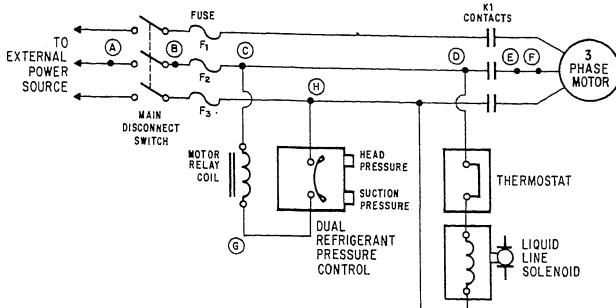 FUSE
K1
CONTACTS
TO
EXTERNAL
POWER
SOURCE
A
B
F1
C
D
E
F
3
PHASE
MOTOR
F2
H
F3
MAIN
DISCONNECT
SWITCH
MOTOR
RELAY
COIL
HEAD
PRESSURE
SUCTION
PRESSURE
THERMOSTAT
G
DUAL
REFRIGERANT
PRESSURE
CONTROL
LIQUID
LINE
SOLENOID